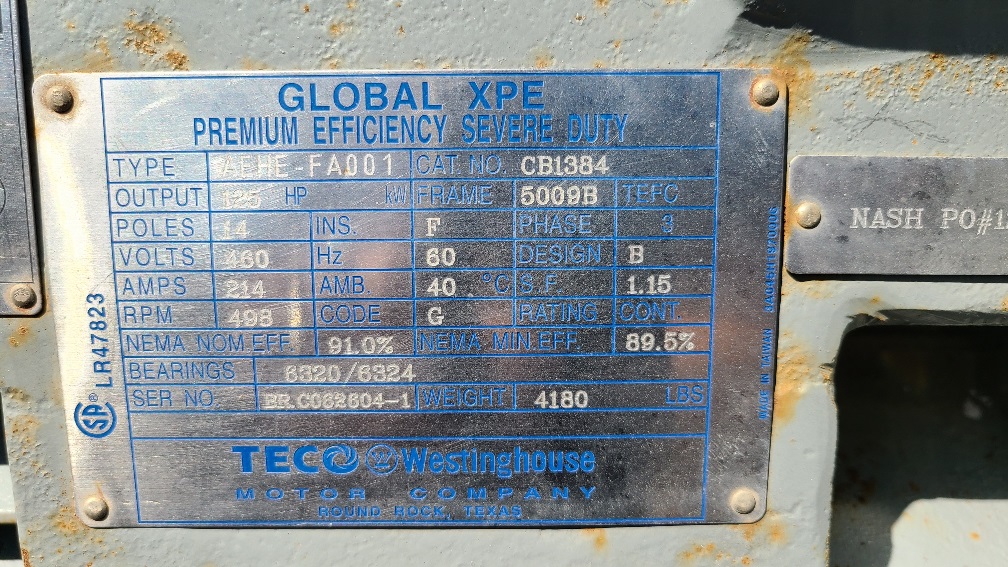 GLOBAL XPE
PREMIUM EFFICIENCY SEVERE DUTY
TYPE AEHE-FA001 CAT NO. CB1384
OUTPUT 125 HP kW FRAME 5009B TEFC
POLES 14 INS. F PHASE 3
VOLTS 460 Hz 60 DESIGN B
AMPS 214 AMB. 40 °C S.F. 1.15
RPM 498 CODE G RATING CONT.
NEMA NOM EFF 91.0% NEMA MIN EFF 89.5%
BEARINGS 6320/6324
SER NO. C062604-1 WEIGHT 4180 LBS
TECO Westinghouse
MOTOR COMPANY
ROUND ROCK, TEXAS
SP® LR47823
MADE IN TAIWAN
NASH PO#